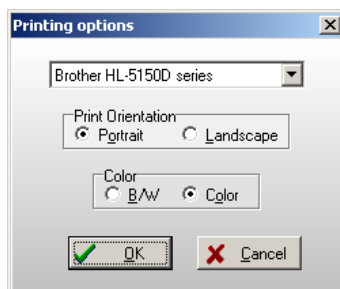 Printing options
Brother HL-5150D series
Print Orientation
Portrait Landscape
Color
B/W Color
OK Cancel